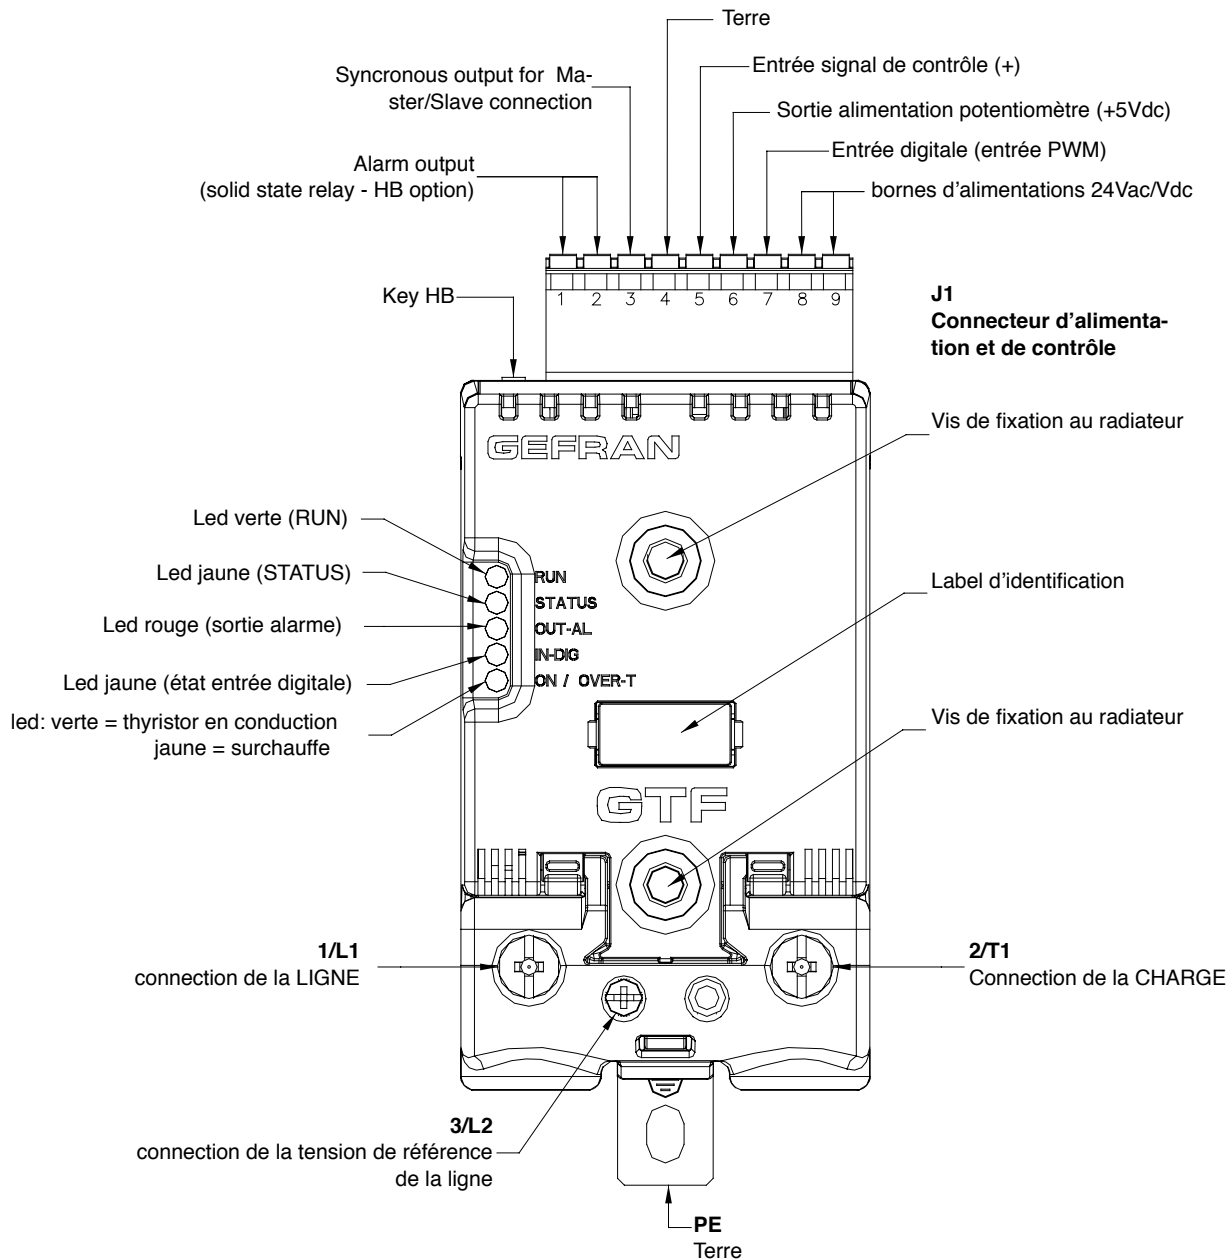 Terre
Entrée signal de contrôle (+)
Syncronous output for Ma-
ster/Slave connection
Sortie alimentation potentiomètre (+5Vdc)
Entrée digitale (entrée PWM)
Alarm output
(solid state relay - HB option)
bornes d'alimentations 24Vac/Vdc
Key HB
1 2 3 4 5 6 7 8 9
J1
Connecteur d'alimenta-
tion et de contrôle
Vis de fixation au radiateur
GEFRAN
Led verte (RUN)
Led jaune (STATUS)
Led rouge (sortie alarme)
Led jaune (état entrée digitale)
led: verte = thyristor en conduction
jaune = surchauffe
RUN
STATUS
OUT-AL
IN-DIG
ON / OVER-T
Label d'identification
Vis de fixation au radiateur
GTF
1/L1
connection de la LIGNE
2/T1
Connection de la CHARGE
3/L2
connection de la tension de référence
de la ligne
PE
Terre